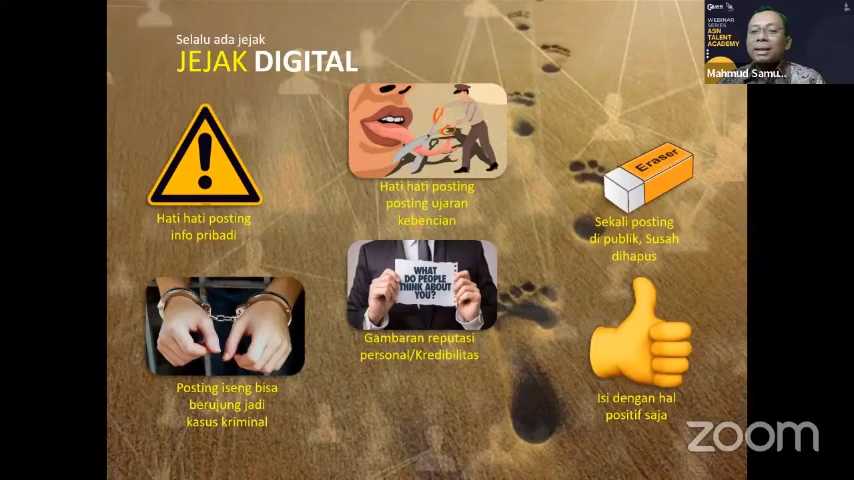 Selalu ada jejak
JEJAK DIGITAL
Hati hati posting
info pribadi
Hati hati posting
posting ujaran
kebencian
Eraser
Sekali posting
di publik, Susah
dihapus
Posting iseng bisa
berujung jadi
kasus kriminal
WHAT
DO PEOPLE
THINK ABOUT
YOU?
Gambaran reputasi
personal/Kredibilitas
Isi dengan hal
positif saja
WEBINAR
SERIES
ASN
TALENT
ACADEMY
Mahmud Samu...
zoom